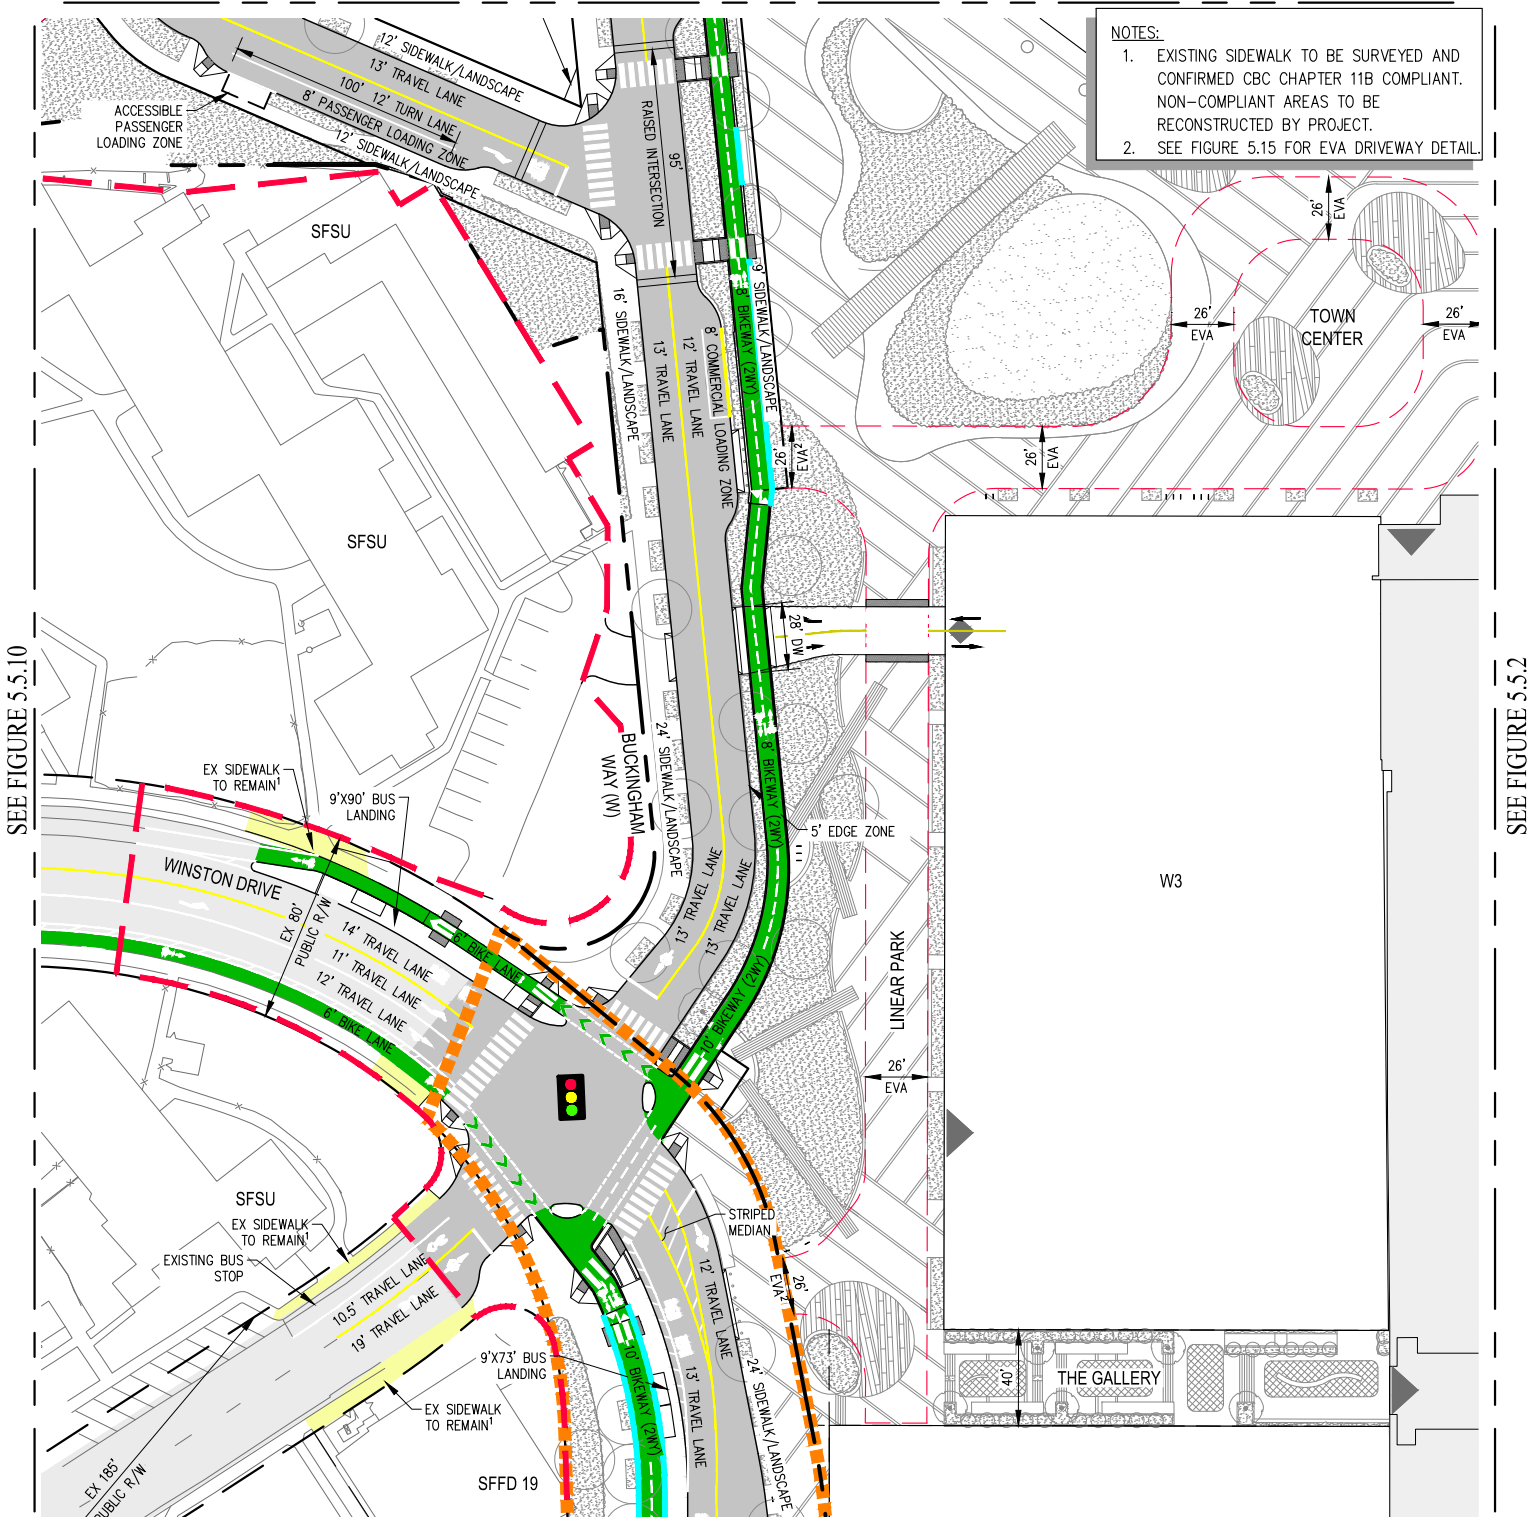 NOTES:
1. EXISTING SIDEWALK TO BE SURVEYED AND
CONFIRMED CBC CHAPTER 11B COMPLIANT.
NON-COMPLIANT AREAS TO BE
RECONSTRUCTED BY PROJECT.
2. SEE FIGURE 5.15 FOR EVA DRIVEWAY DETAIL.
12' SIDEWALK/LANDSCAPE
13' TRAVEL LANE
100' 12' TURN LANE
8' PASSENGER LOADING ZONE
12' SIDEWALK/LANDSCAPE
ACCESSIBLE
PASSENGER
LOADING ZONE
RAISED INTERSECTION
95'
SFSU
SFSU
16' SIDEWALK/LANDSCAPE
13' TRAVEL LANE
12' TRAVEL LANE
8' COMMERCIAL LOADING ZONE
8' BIKEWAY (2WY)
9' SIDEWALK/LANDSCAPE
26'
EVA²
26'
EVA
26'
EVA
26'
EVA
26'
EVA
TOWN
CENTER
28' DW
SEE FIGURE 5.5.10
SEE FIGURE 5.5.2
BUCKINGHAM
WAY (W)
24' SIDEWALK/LANDSCAPE
8' BIKEWAY (2WY)
5' EDGE ZONE
EX SIDEWALK
TO REMAIN¹
9'X90' BUS
LANDING
WINSTON DRIVE
EX 80'
PUBLIC R/W
14' TRAVEL LANE
11' TRAVEL LANE
12' TRAVEL LANE
6' BIKE LANE
6' BIKE LANE
13' TRAVEL LANE
13' TRAVEL LANE
10' BIKEWAY (2WY)
LINEAR PARK
26'
EVA
W3
SFSU
EX SIDEWALK
TO REMAIN¹
EXISTING BUS
STOP
10.5' TRAVEL LANE
19' TRAVEL LANE
STRIPED
MEDIAN
12' TRAVEL LANE
26'
EVA²
9'X73' BUS
LANDING
10' BIKEWAY (2WY)
13' TRAVEL LANE
24' SIDEWALK/LANDSCAPE
EX SIDEWALK
TO REMAIN¹
EX 185'
PUBLIC R/W
SFFD 19
40'
THE GALLERY